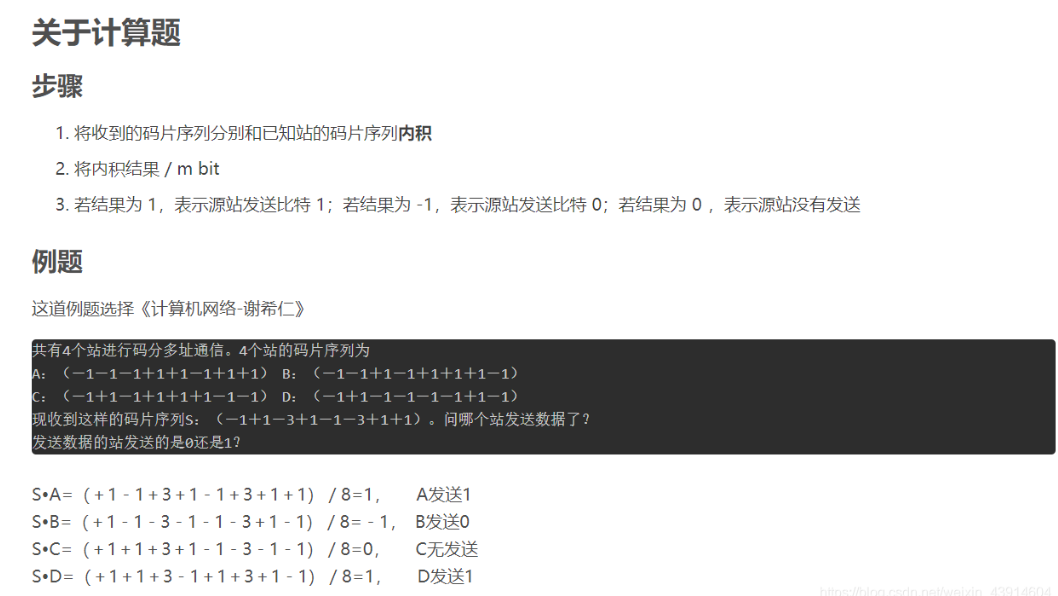 关于计算题
步骤
1. 将收到的码片序列分别和已知站的码片序列内积
2. 将内积结果 / m bit
3. 若结果为 1，表示源站发送比特 1；若结果为 -1，表示源站发送比特 0；若结果为 0 ，表示源站没有发送
例题
这道例题选择《计算机网络-谢希仁》
共有4个站进行码分多址通信。4个站的码片序列为
A：（－1－1－1＋1＋1－1＋1＋1） B：（－1－1＋1－1＋1＋1＋1－1）
C：（－1＋1－1＋1＋1＋1－1－1） D：（－1＋1－1－1－1－1＋1－1）
现收到这样的码片序列S：（－1＋1－3＋1－1－3＋1＋1）。问哪个站发送数据了？
发送数据的站发送的是0还是1？
S•A=（＋1﹣1＋3＋1﹣1＋3＋1＋1）／8=1， A发送1
S•B=（＋1﹣1﹣3﹣1﹣1﹣3＋1﹣1）／8=﹣1， B发送0
S•C=（＋1＋1＋3＋1﹣1﹣3﹣1﹣1）／8=0， C无发送
S•D=（＋1＋1＋3﹣1＋1＋3＋1﹣1）／8=1， D发送1
https://blog.csdn.net/weixin_43914604